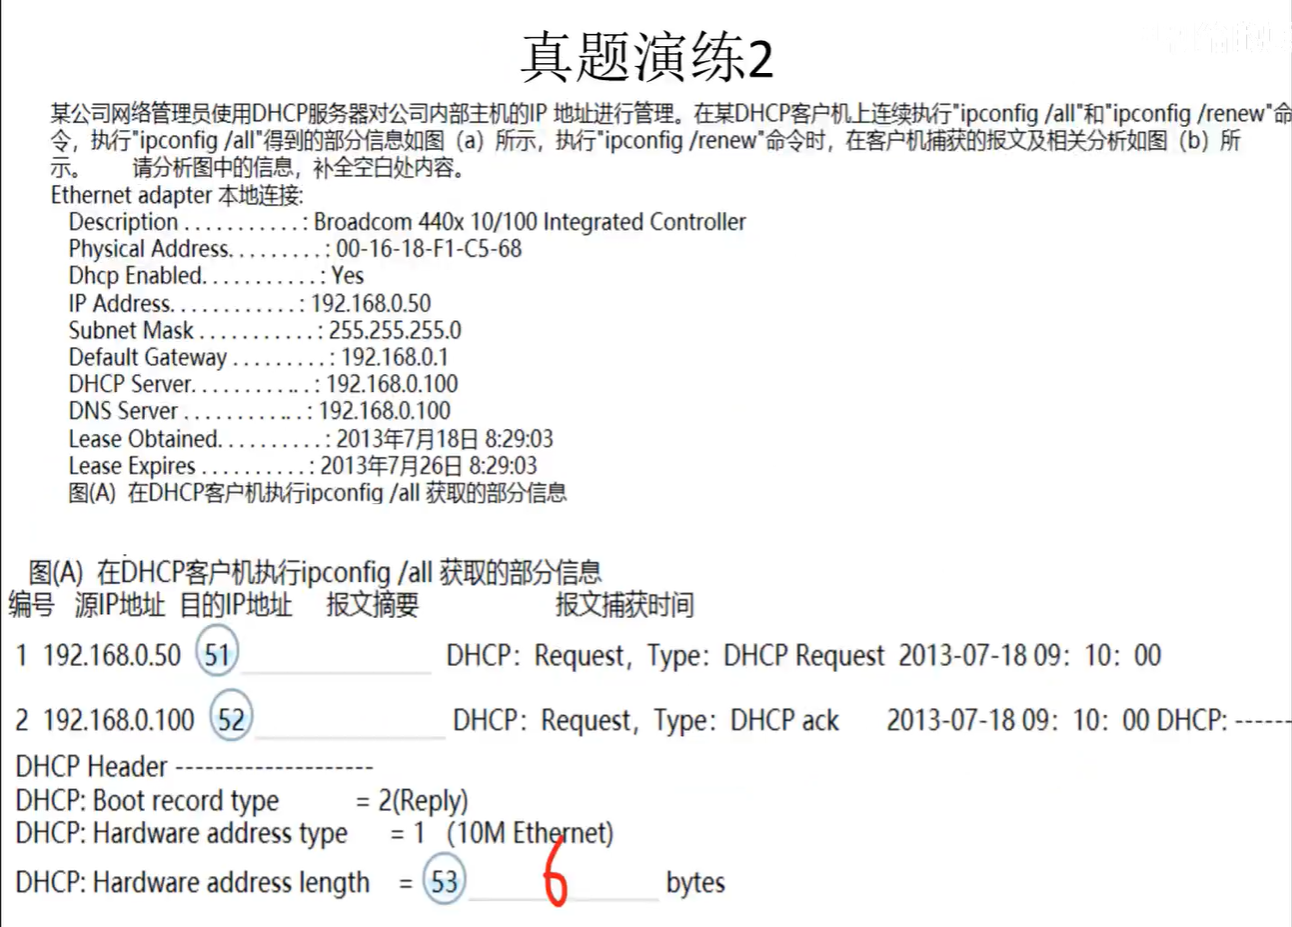 真题演练2
某公司网络管理员使用DHCP服务器对公司内部主机的IP 地址进行管理。在某DHCP客户机上连续执行"ipconfig /all"和"ipconfig /renew"命
令，执行"ipconfig /all"得到的部分信息如图（a）所示，执行"ipconfig /renew"命令时，在客户机捕获的报文及相关分析如图（b）所
示。 请分析图中的信息，补全空白处内容。
Ethernet adapter 本地连接:
Description . . . . . . . . . . . : Broadcom 440x 10/100 Integrated Controller
Physical Address. . . . . . . . . : 00-16-18-F1-C5-68
Dhcp Enabled. . . . . . . . . . . : Yes
IP Address. . . . . . . . . . . . : 192.168.0.50
Subnet Mask . . . . . . . . . . . : 255.255.255.0
Default Gateway . . . . . . . . . : 192.168.0.1
DHCP Server. . . . . . . . . . .. . : 192.168.0.100
DNS Server . . . . . . . . . . .. . : 192.168.0.100
Lease Obtained. . . . . . . . . . : 2013年7月18日 8:29:03
Lease Expires . . . . . . . . . . : 2013年7月26日 8:29:03
图(A) 在DHCP客户机执行ipconfig /all 获取的部分信息
图(A) 在DHCP客户机执行ipconfig /all 获取的部分信息
编号 源IP地址 目的IP地址 报文摘要 报文捕获时间
1 192.168.0.50 51 DHCP：Request，Type：DHCP Request 2013-07-18 09：10：00
2 192.168.0.100 52 DHCP：Request，Type：DHCP ack 2013-07-18 09：10：00 DHCP: ------
DHCP Header --------------------
DHCP: Boot record type = 2(Reply)
DHCP: Hardware address type = 1 (10M Ethernet)
DHCP: Hardware address length = 53 6 bytes